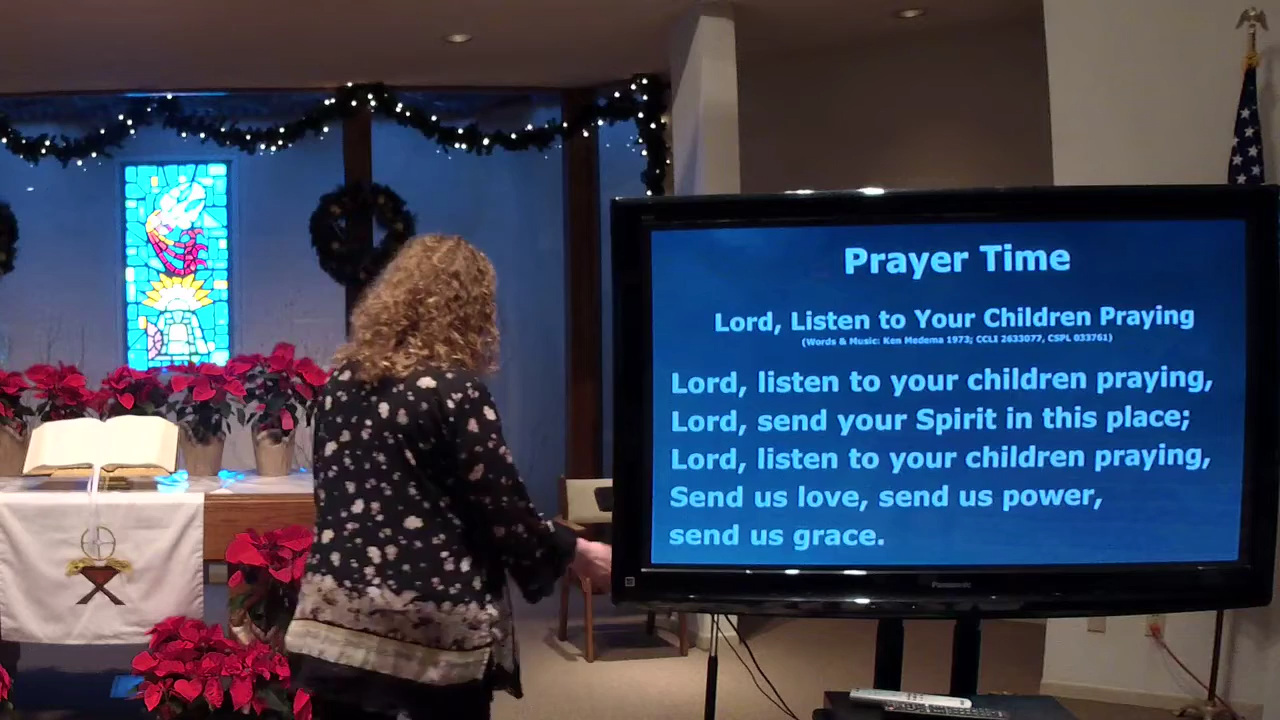 Prayer Time
Lord, Listen to Your Children Praying
(Words & Music: Ken Medema 1973; CCLI 2633077, CSPL 033761)
Lord, listen to your children praying,
Lord, send your Spirit in this place;
Lord, listen to your children praying,
Send us love, send us power,
send us grace.
Panasonic